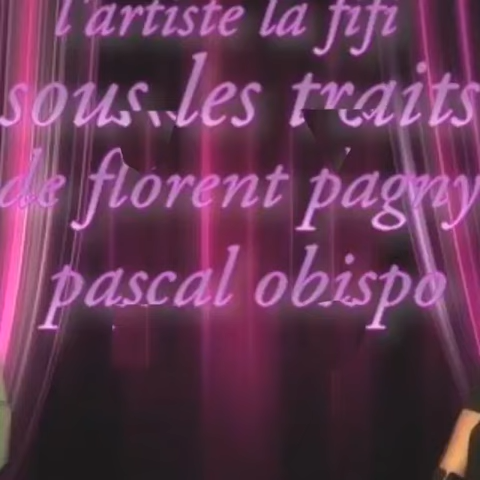 l'artiste la fifi
sous les traits
de florent pagny
pascal obispo